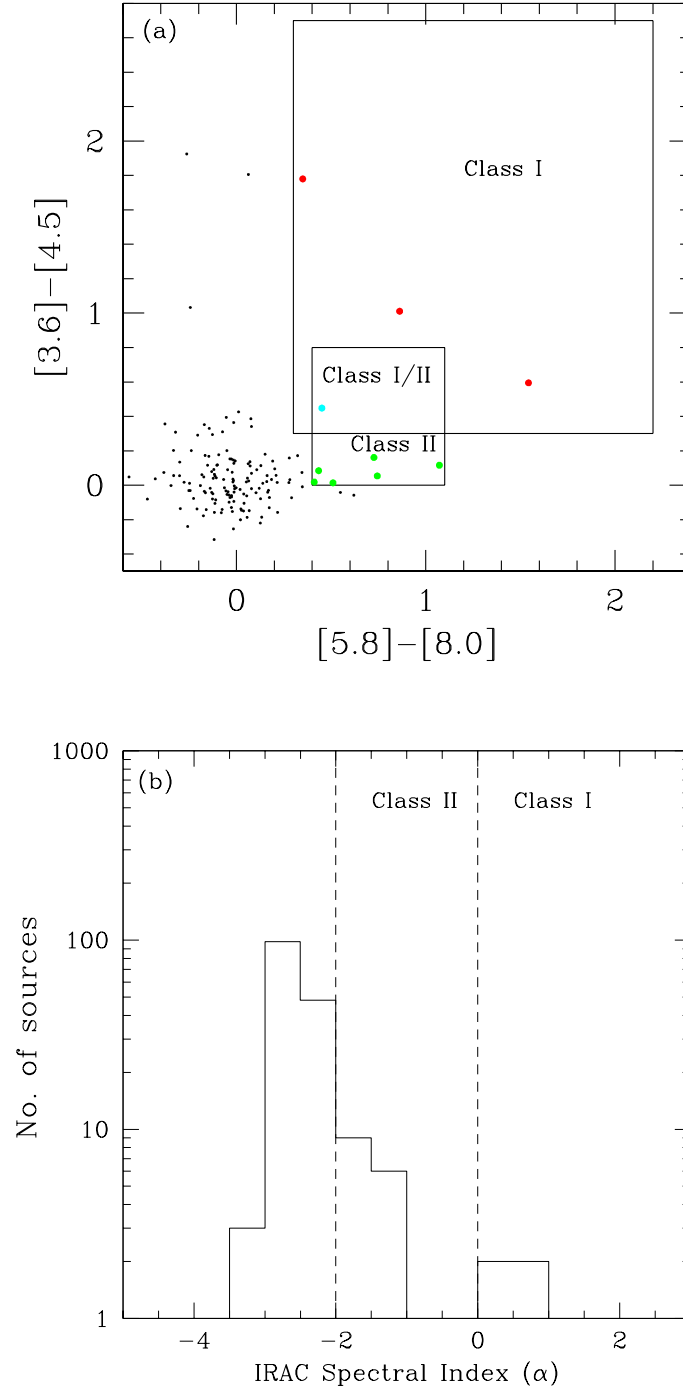 (a)
[3.6]−[4.5]
2
1
0
Class I
Class I/II
Class II
0 1 2
[5.8]−[8.0]
(b)
No. of sources
1000
100
10
1
Class II Class I
−4 −2 0 2
IRAC Spectral Index (α)